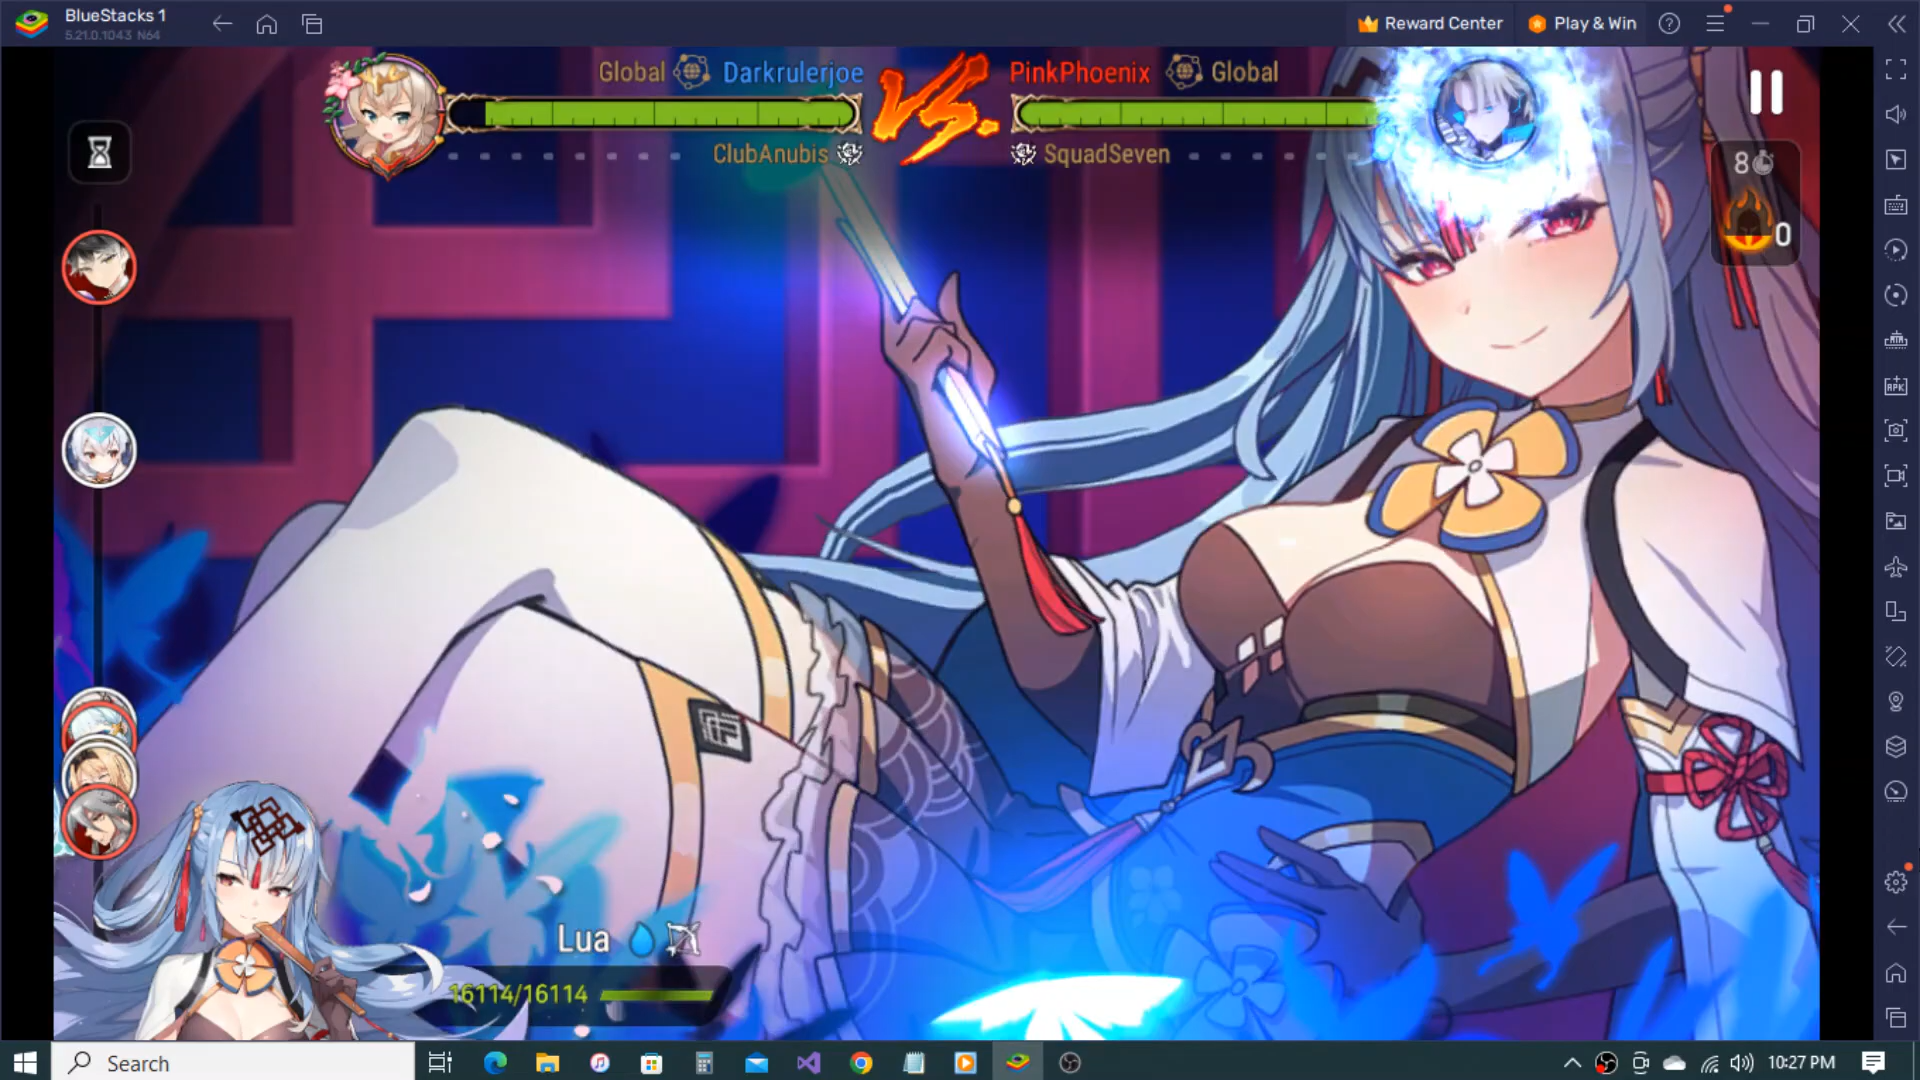 BlueStacks 1
5.21.0.1043 N64
Reward Center
Play & Win
Global Darkrulerjoe
VS.
PinkPhoenix Global
ClubAnubis
SquadSeven
8
0
Lua
16114/16114
Search
10:27 PM